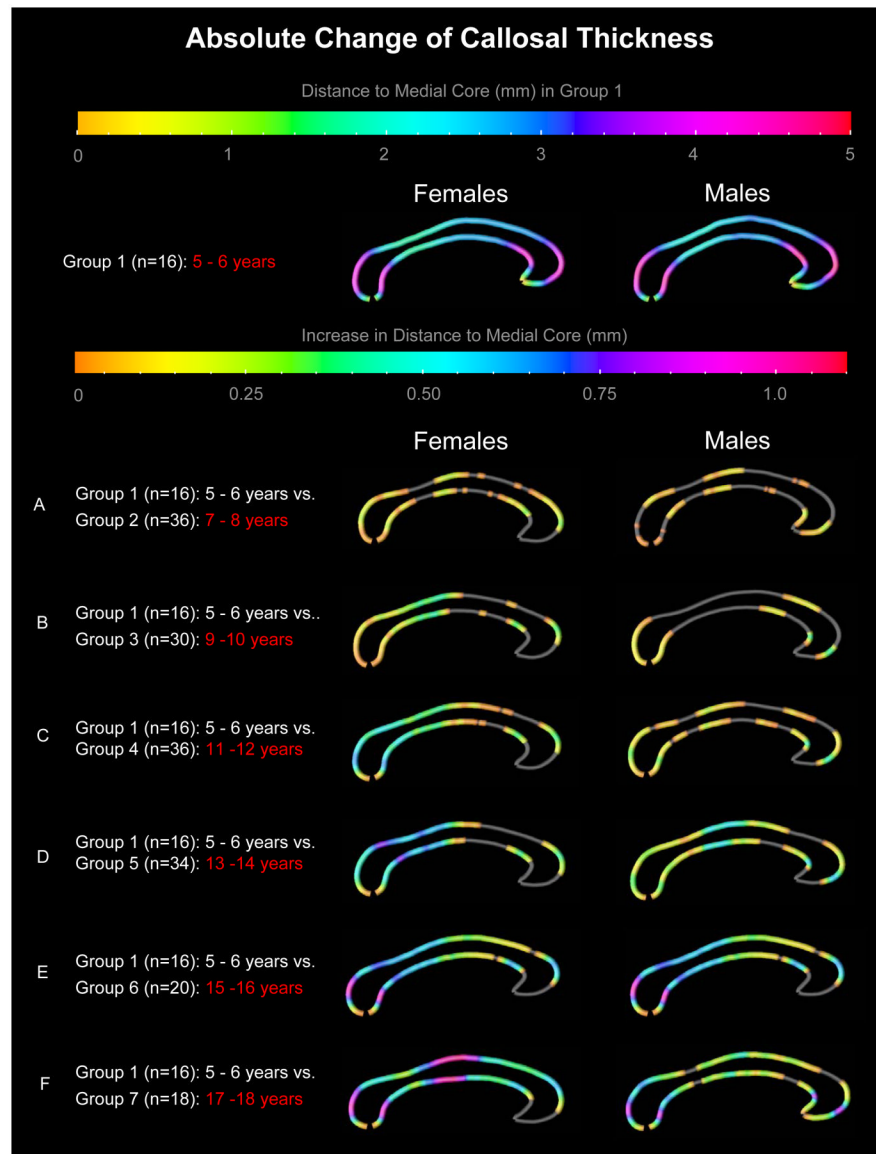 Absolute Change of Callosal Thickness
Distance to Medial Core (mm) in Group 1
0 1 2 3 4 5
Females Males
Group 1 (n=16): 5 - 6 years
Increase in Distance to Medial Core (mm)
0 0.25 0.50 0.75 1.0
Females Males
A
Group 1 (n=16): 5 - 6 years vs.
Group 2 (n=36): 7 - 8 years
B
Group 1 (n=16): 5 - 6 years vs..
Group 3 (n=30): 9 -10 years
C
Group 1 (n=16): 5 - 6 years vs.
Group 4 (n=36): 11 -12 years
D
Group 1 (n=16): 5 - 6 years vs.
Group 5 (n=34): 13 -14 years
E
Group 1 (n=16): 5 - 6 years vs.
Group 6 (n=20): 15 -16 years
F
Group 1 (n=16): 5 - 6 years vs.
Group 7 (n=18): 17 -18 years